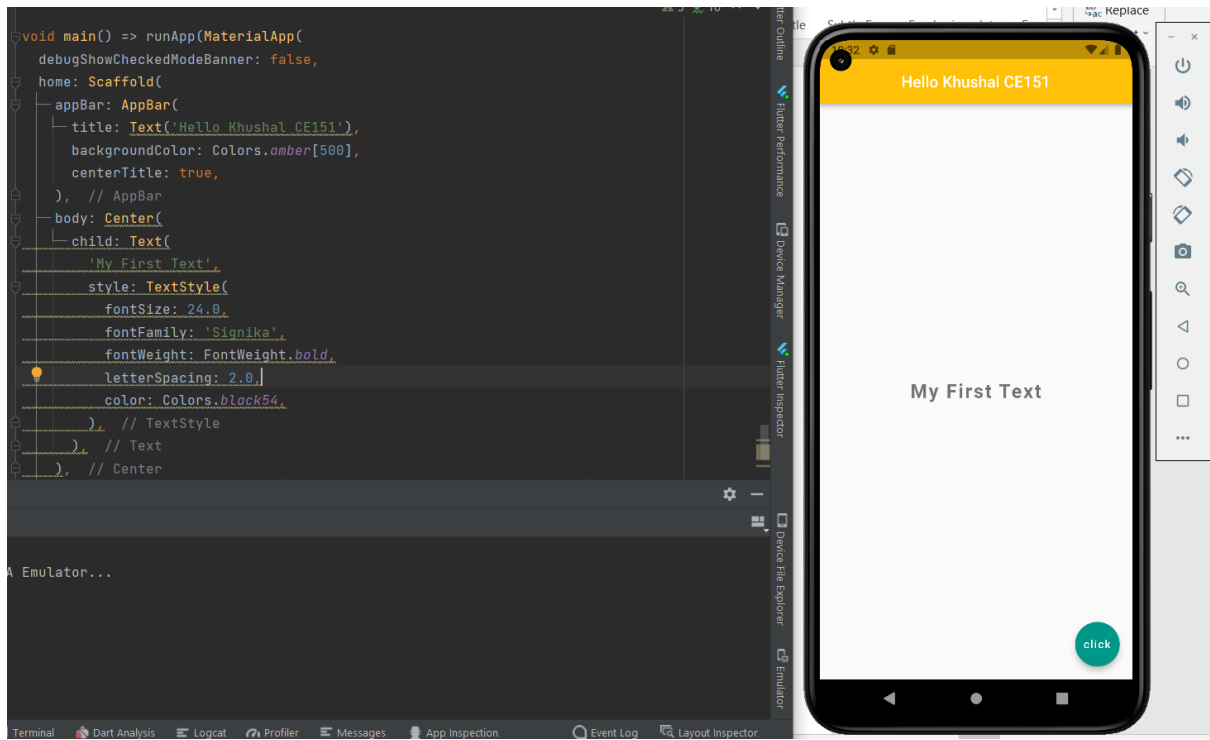 Replace
void main() => runApp(MaterialApp(
debugShowCheckedModeBanner: false,
home: Scaffold(
appBar: AppBar(
title: Text('Hello Khushal CE151'),
backgroundColor: Colors.amber[500],
centerTitle: true,
), // AppBar
body: Center(
child: Text(
'My First Text',
style: TextStyle(
fontSize: 24.0,
fontFamily: 'Signika',
fontWeight: FontWeight.bold,
letterSpacing: 2.0,
color: Colors.black54,
), // TextStyle
), // Text
), // Center
A Emulator...
Terminal Dart Analysis Logcat Profiler Messages App Inspection Event Log Layout Inspector
Outline
Flutter Performance
Device Manager
Flutter Inspector
Device File Explorer
Emulator
Hello Khushal CE151
My First Text
click